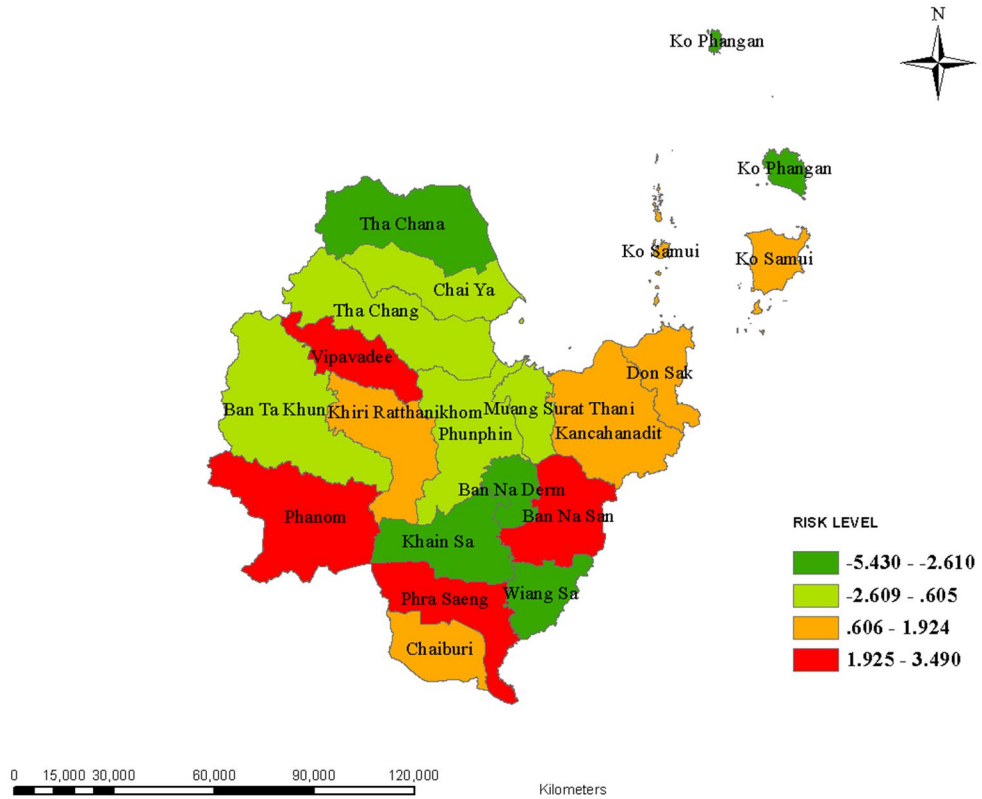 N
Ko Phangan
Ko Phangan
Tha Chana
Ko Samui
Ko Samui
Chai Ya
Tha Chang
Vipavadee
Don Sak
Ban Ta Khun
Khiri Ratthanikhom
Muang Surat Thani
Phunphin
Kancahanadit
Ban Na Derm
Phanom
Ban Na San
Khain Sa
Wiang Sa
Phra Saeng
Chaiburi
RISK LEVEL
-5.430 - -2.610
-2.609 - .605
.606 - 1.924
1.925 - 3.490
0 15,000 30,000 60,000 90,000 120,000
Kilometers